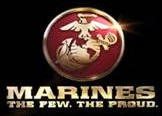 MARINES
THE FEW. THE PROUD.